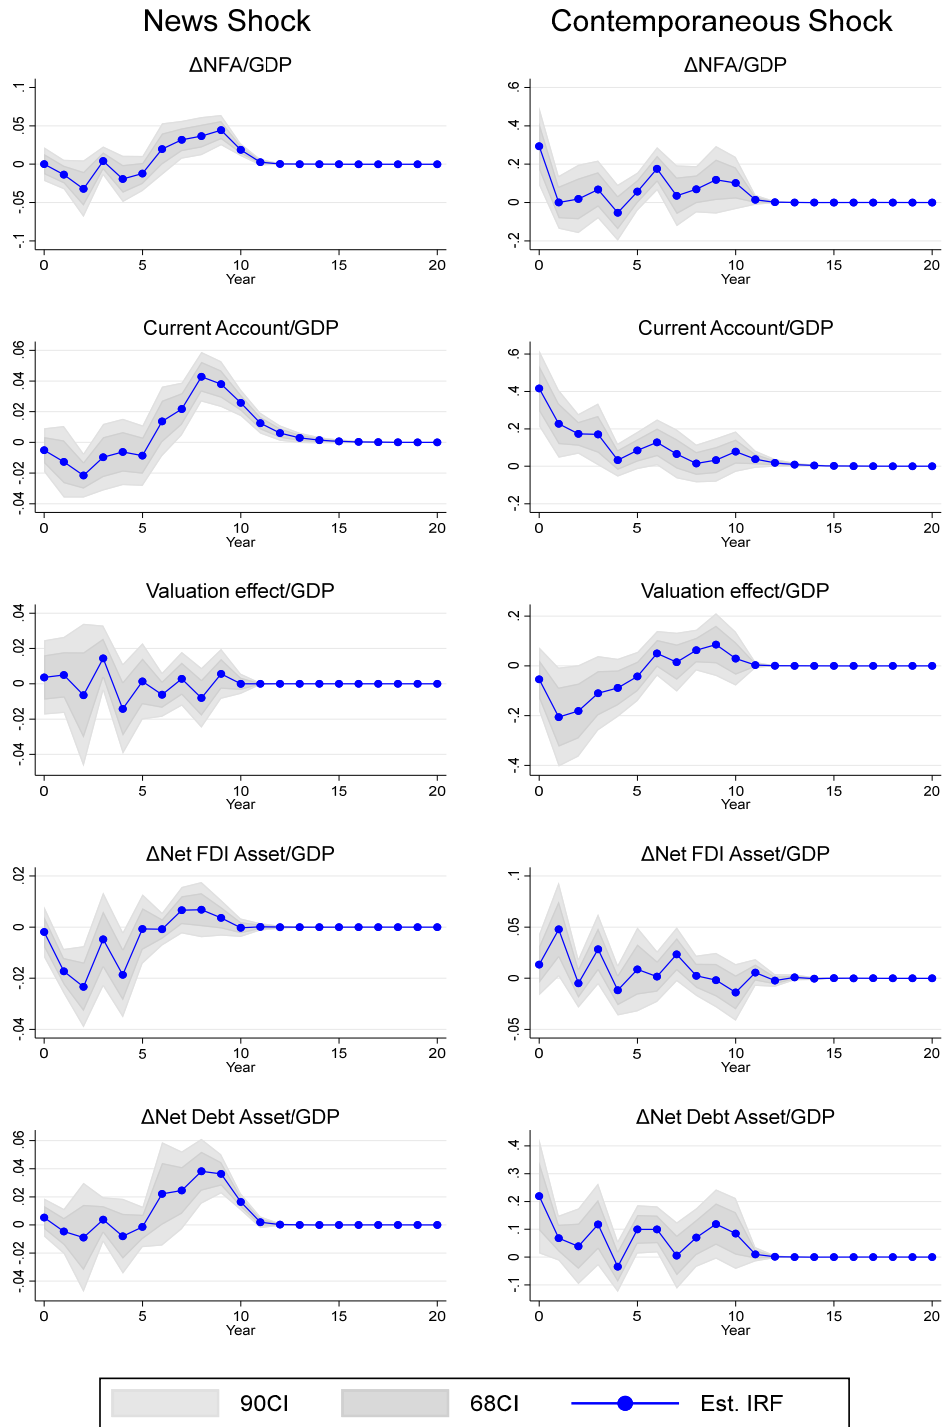 News Shock
Contemporaneous Shock
ΔNFA/GDP
.1
.05
0
-.05
-.1
0 5 10 15 20
Year
ΔNFA/GDP
.6
.4
.2
0
-.2
0 5 10 15 20
Year
Current Account/GDP
.06
.04
.02
0
-.02
-.04
0 5 10 15 20
Year
Current Account/GDP
.6
.4
.2
0
-.2
0 5 10 15 20
Year
Valuation effect/GDP
.04
.02
0
-.02
-.04
0 5 10 15 20
Year
Valuation effect/GDP
.2
0
-.2
-.4
0 5 10 15 20
Year
ΔNet FDI Asset/GDP
.02
0
-.02
-.04
0 5 10 15 20
Year
ΔNet FDI Asset/GDP
.1
.05
0
-.05
0 5 10 15 20
Year
ΔNet Debt Asset/GDP
.06
.04
.02
0
-.02
-.04
0 5 10 15 20
Year
ΔNet Debt Asset/GDP
.4
.3
.2
.1
0
-.1
0 5 10 15 20
Year
90CI 68CI Est. IRF